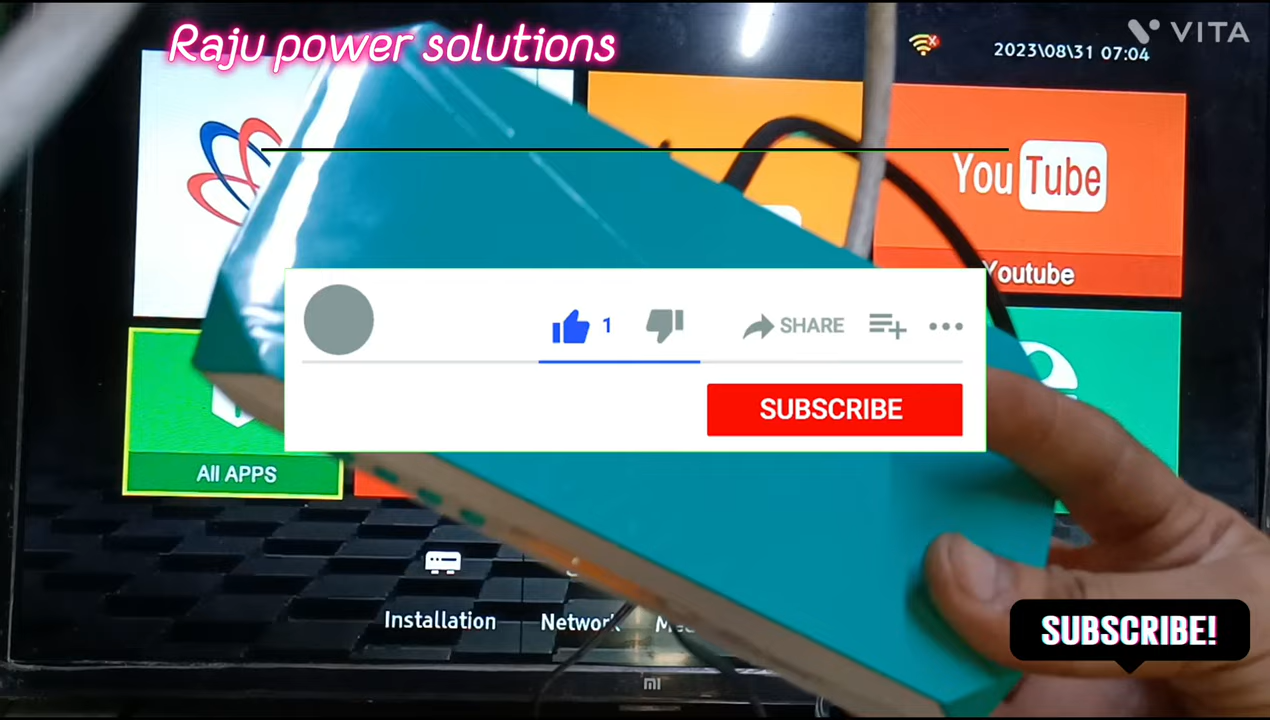 Raju power solutions
VITA
2023\08\31 07:04
You Tube
Youtube
1
SHARE
SUBSCRIBE
All APPS
Installation
Network
SUBSCRIBE!
mi